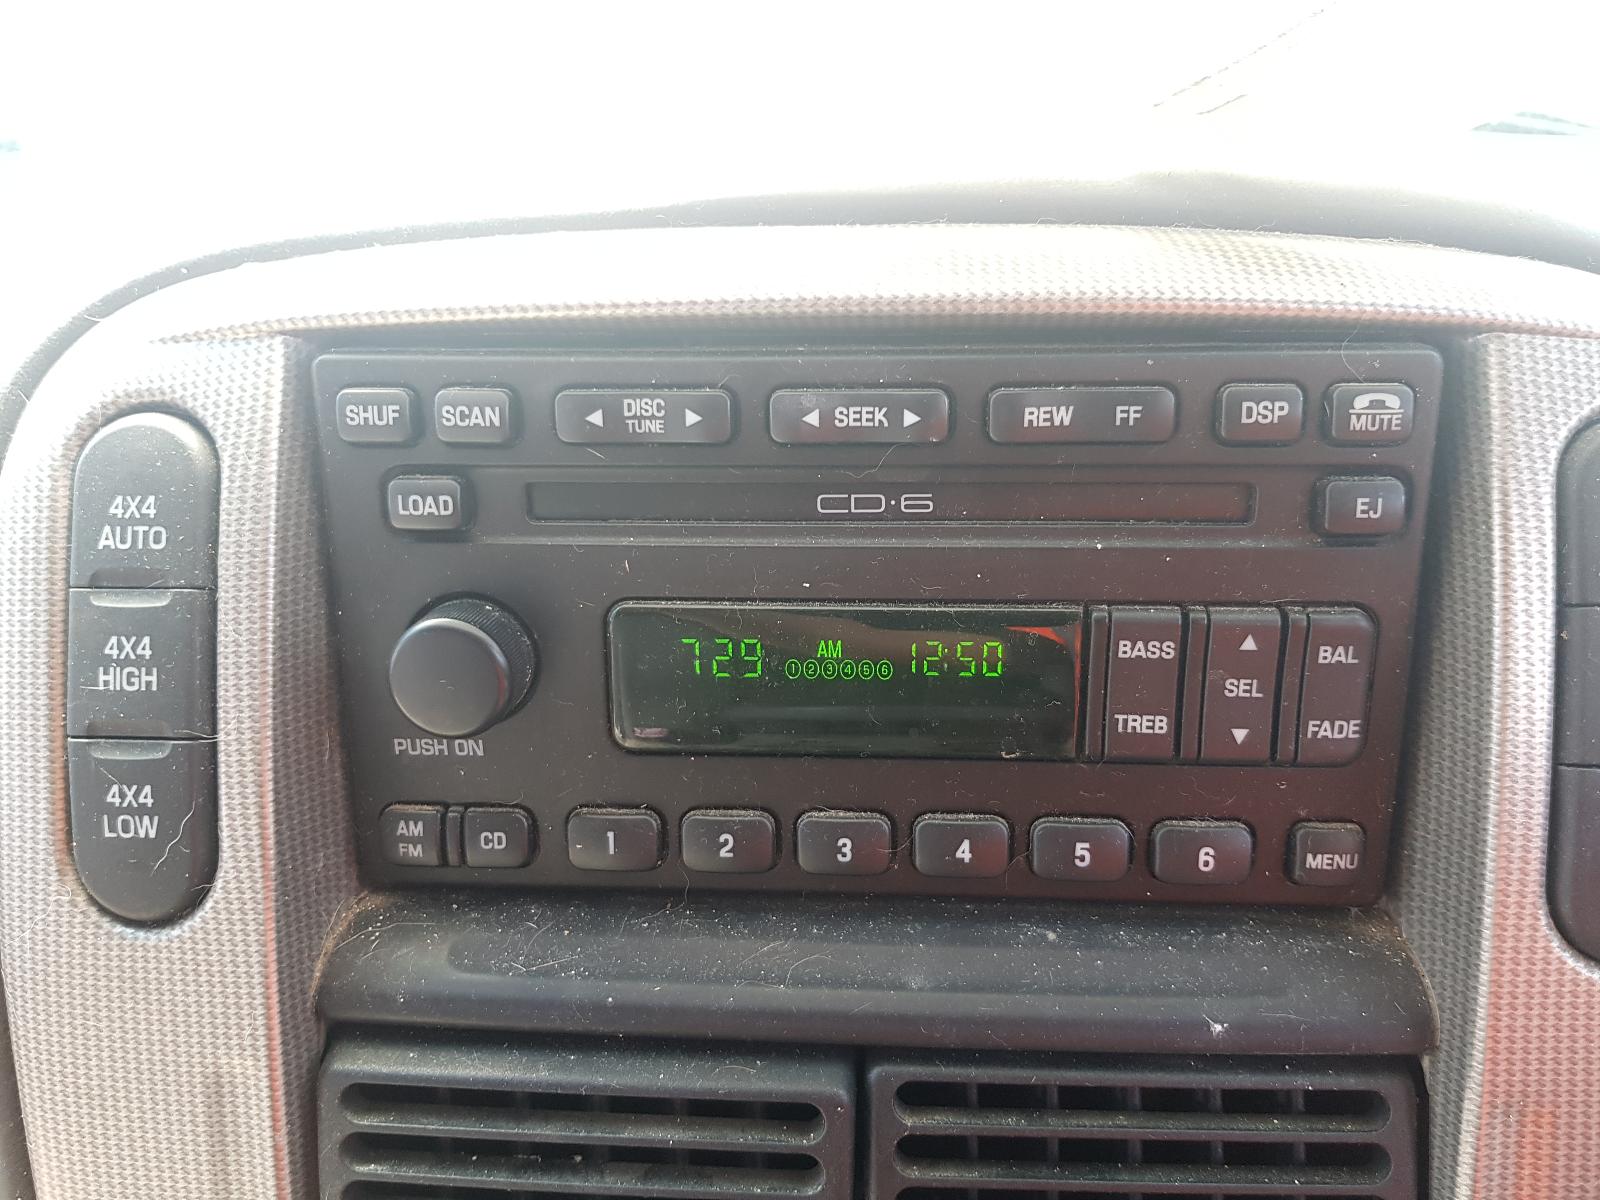 SHUF SCAN ◀ DISC TUNE ▶ ◀ SEEK ▶ REW FF DSP MUTE
LOAD CD·6 EJ
4X4
AUTO
4X4
HIGH
4X4
LOW
PUSH ON
729 AM 12:50
①②③④⑤⑥
BASS
TREB
▲
SEL
▼
BAL
FADE
AM
FM
CD 1 2 3 4 5 6 MENU